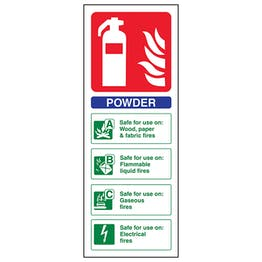 POWDER
A
Safe for use on:
Wood, paper
& fabric fires
B
Safe for use on:
Flammable
liquid fires
C
Safe for use on:
Gaseous
fires
Safe for use on:
Electrical
fires